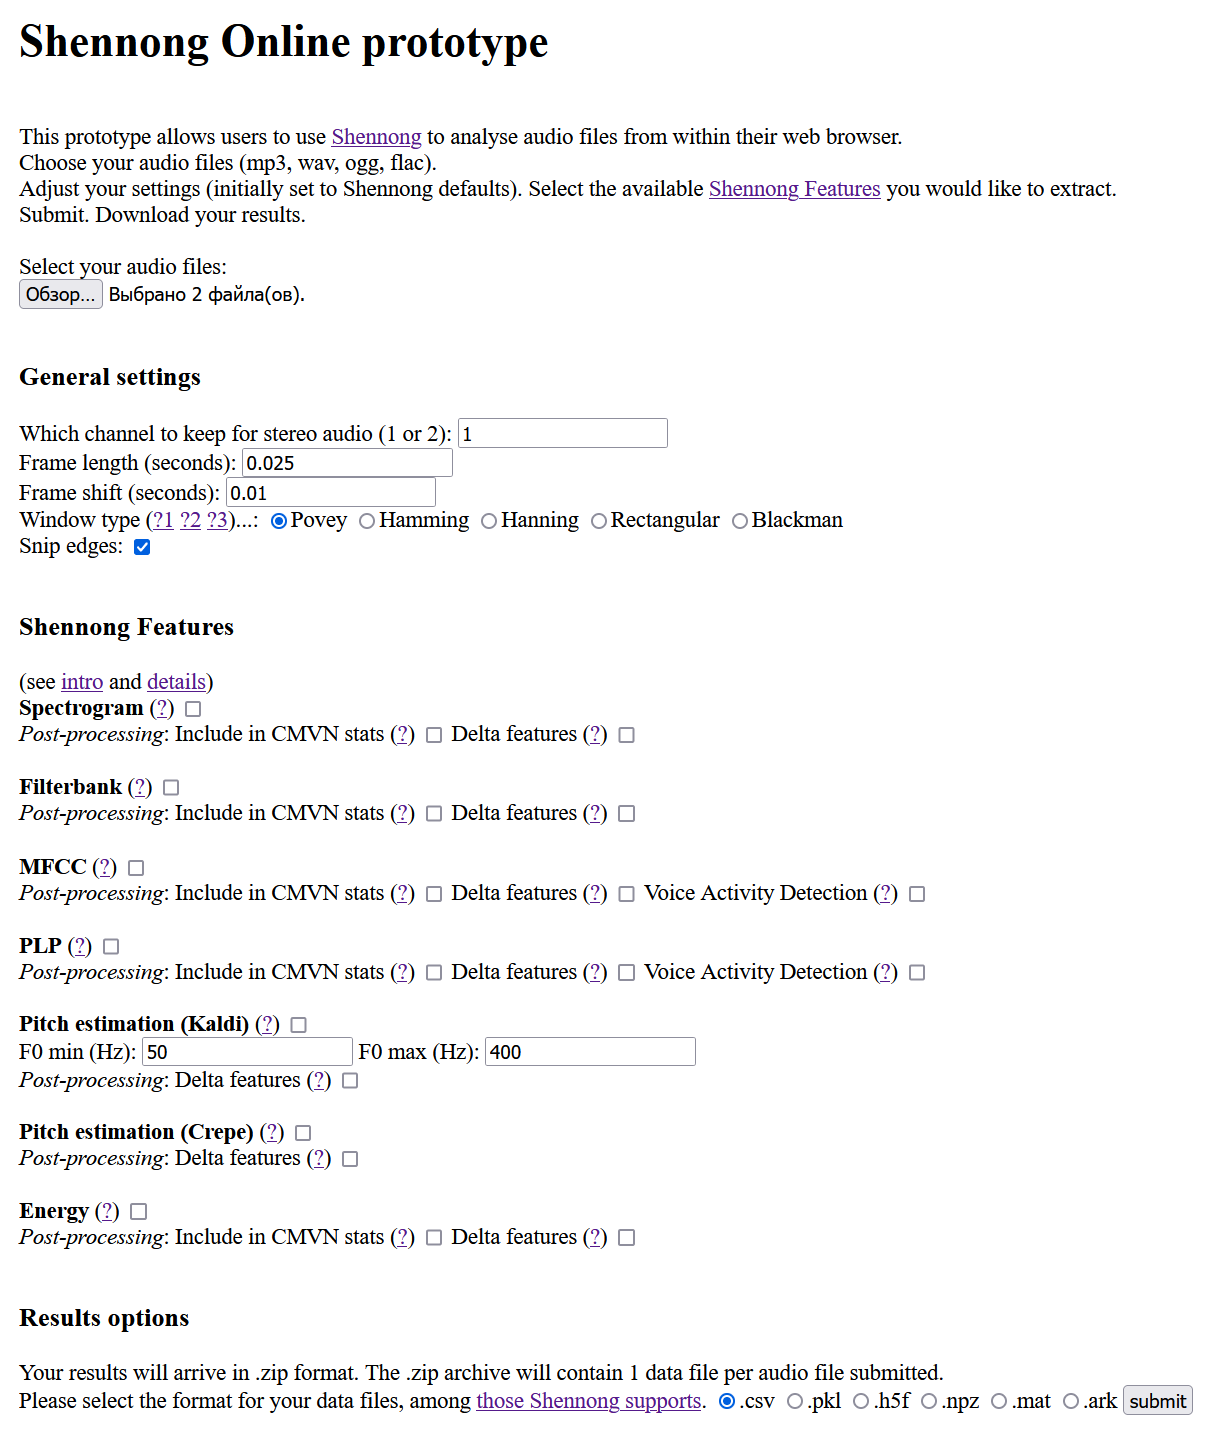 Shennong Online prototype
This prototype allows users to use Shennong to analyse audio files from within their web browser.
Choose your audio files (mp3, wav, ogg, flac).
Adjust your settings (initially set to Shennong defaults). Select the available Shennong Features you would like to extract.
Submit. Download your results.
Select your audio files:
Обзор... Выбрано 2 файла(ов).
General settings
Which channel to keep for stereo audio (1 or 2): 1
Frame length (seconds): 0.025
Frame shift (seconds): 0.01
Window type (?1 ?2 ?3)...: Povey Hamming Hanning Rectangular Blackman
Snip edges:
Shennong Features
(see intro and details)
Spectrogram (?)
Post-processing: Include in CMVN stats (?) Delta features (?)
Filterbank (?)
Post-processing: Include in CMVN stats (?) Delta features (?)
MFCC (?)
Post-processing: Include in CMVN stats (?) Delta features (?) Voice Activity Detection (?)
PLP (?)
Post-processing: Include in CMVN stats (?) Delta features (?) Voice Activity Detection (?)
Pitch estimation (Kaldi) (?)
F0 min (Hz): 50 F0 max (Hz): 400
Post-processing: Delta features (?)
Pitch estimation (Crepe) (?)
Post-processing: Delta features (?)
Energy (?)
Post-processing: Include in CMVN stats (?) Delta features (?)
Results options
Your results will arrive in .zip format. The .zip archive will contain 1 data file per audio file submitted.
Please select the format for your data files, among those Shennong supports. .csv .pkl .h5f .npz .mat .ark submit